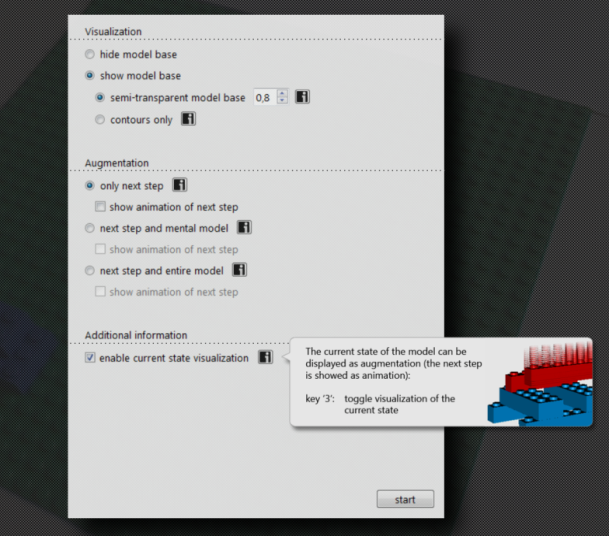 Visualization
hide model base
show model base
semi-transparent model base 0,8
contours only
Augmentation
only next step
show animation of next step
next step and mental model
show animation of next step
next step and entire model
show animation of next step
Additional information
enable current state visualization
The current state of the model can be
displayed as augmentation (the next step
is showed as animation):
key '3': toggle visualization of the
current state
start